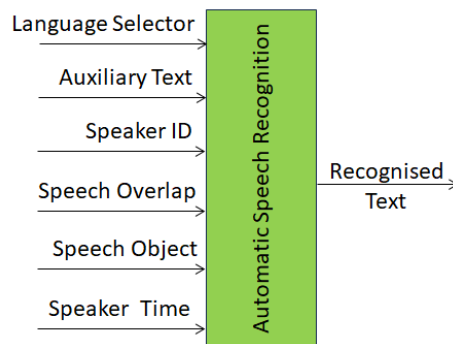 Language Selector
Auxiliary Text
Speaker ID
Speech Overlap
Speech Object
Speaker Time
Automatic Speech Recognition
Recognised
Text